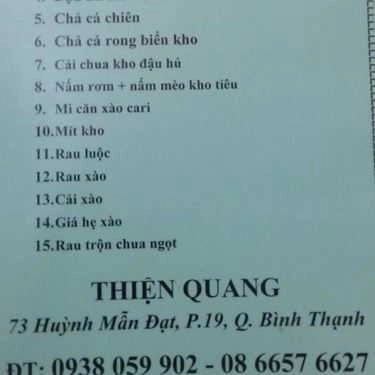 5. Chả cá chiên
6. Chả cá rong biển kho
7. Cải chua kho đậu hủ
8. Nấm rơm + nấm mèo kho tiêu
9. Mì căn xào cari
10.Mít kho
11.Rau luộc
12.Rau xào
13.Cải xào
14.Giá hẹ xào
15.Rau trộn chua ngọt
THIỆN QUANG
73 Huỳnh Mẫn Đạt, P.19, Q. Bình Thạnh
ĐT: 0938 059 902 - 08 6657 6627